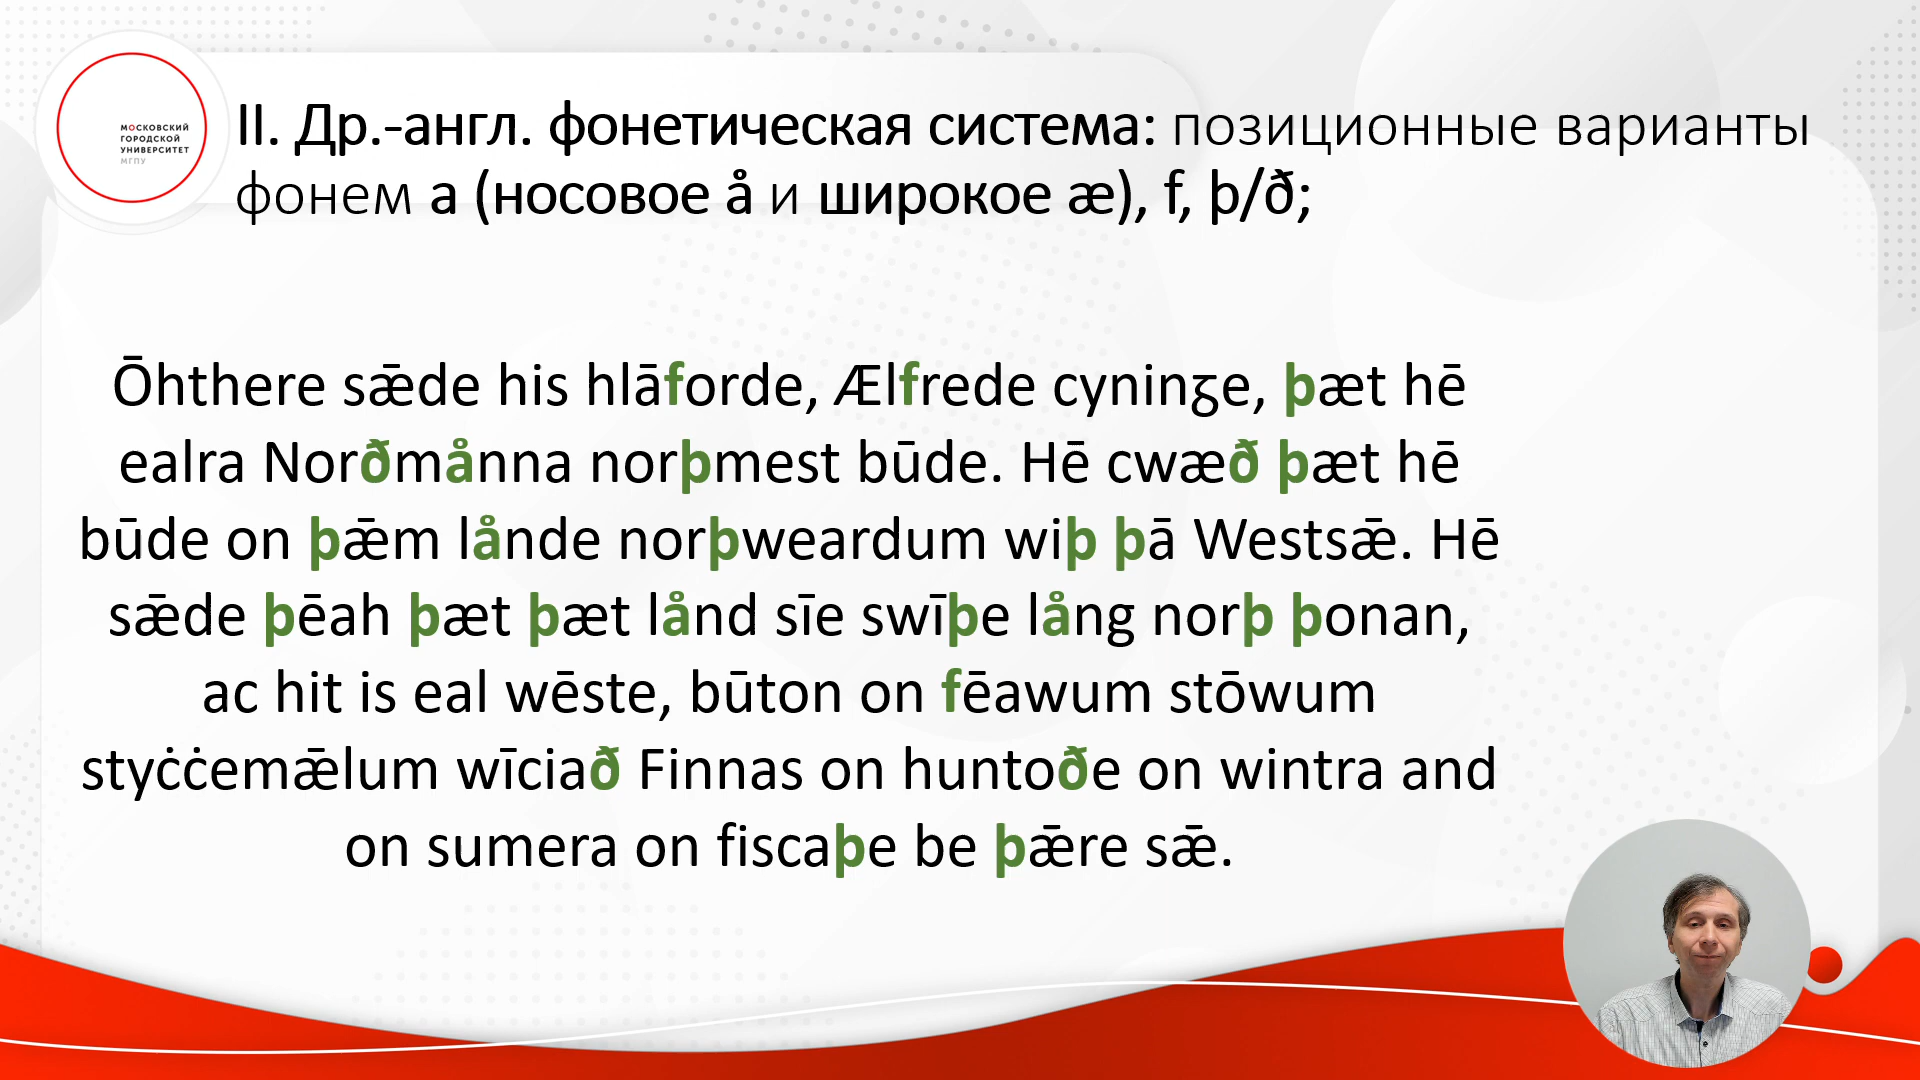 МОСКОВСКИЙ
ГОРОДСКОЙ
УНИВЕРСИТЕТ
МГПУ
II. Др.-англ. фонетическая система: позиционные варианты
фонем а (носовое å и широкое æ), f, þ/ð;
Ōhthere sǣde his hlāforde, Ælfrede cyninᵹe, þæt hē
ealra Norðmånna norþmest būde. Hē cwæð þæt hē
būde on þǣm lånde norþweardum wiþ þā Westsǣ. Hē
sǣde þēah þæt þæt lånd sīe swīþe lång norþ þonan,
ac hit is eal wēste, būton on fēawum stōwum
styċċemǣlum wīciað Finnas on huntoðe on wintra and
on sumera on fiscaþe be þǣre sǣ.